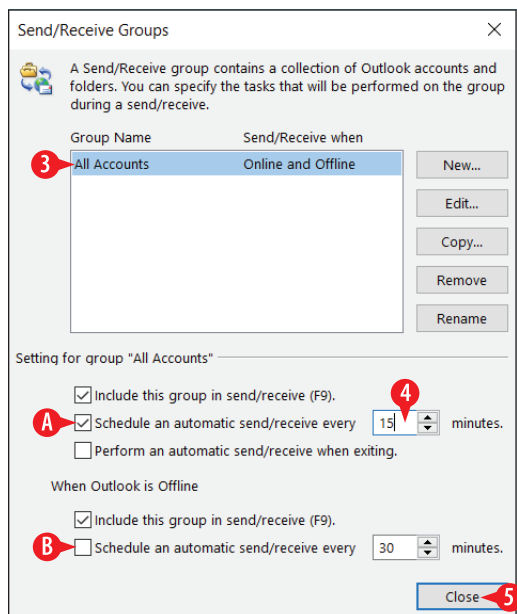 Send/Receive Groups
A Send/Receive group contains a collection of Outlook accounts and
folders. You can specify the tasks that will be performed on the group
during a send/receive.
Group Name Send/Receive when
3 All Accounts Online and Offline
New...
Edit...
Copy...
Remove
Rename
Setting for group "All Accounts"
Include this group in send/receive (F9).
4
A Schedule an automatic send/receive every 15 minutes.
Perform an automatic send/receive when exiting.
When Outlook is Offline
Include this group in send/receive (F9).
B Schedule an automatic send/receive every 30 minutes.
Close 5